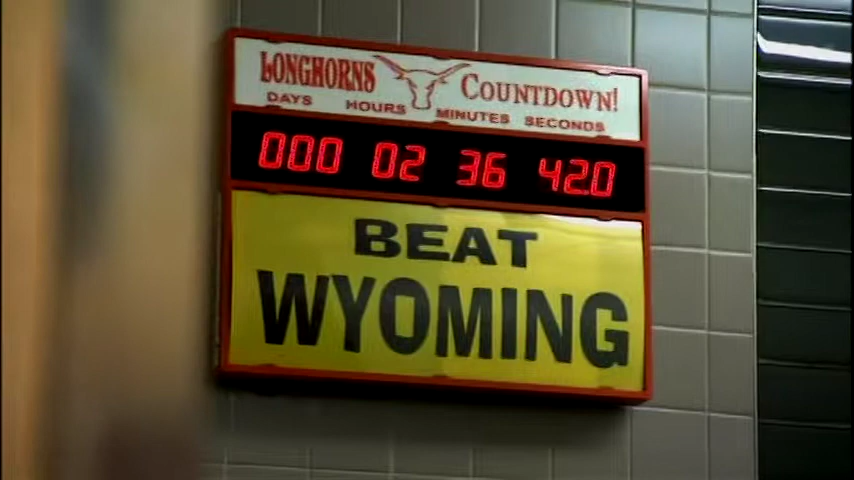 LONGHORNS COUNTDOWN!
DAYS HOURS MINUTES SECONDS
000 02 36 42.0
BEAT
WYOMING